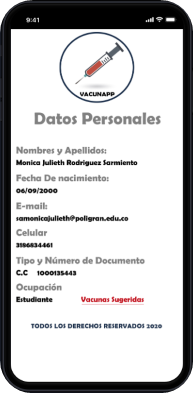 9:41
VACUNAPP
Datos Personales
Nombres y Apellidos:
Monica Julieth Rodriguez Sarmiento
Fecha De nacimiento:
06/09/2000
E-mail:
samonicajulieth@poligran.edu.co
Celular
3186834461
Tipo y Número de Documento
C.C 1000135443
Ocupación
Estudiante Vacunas Sugeridas
TODOS LOS DERECHOS RESERVADOS 2020